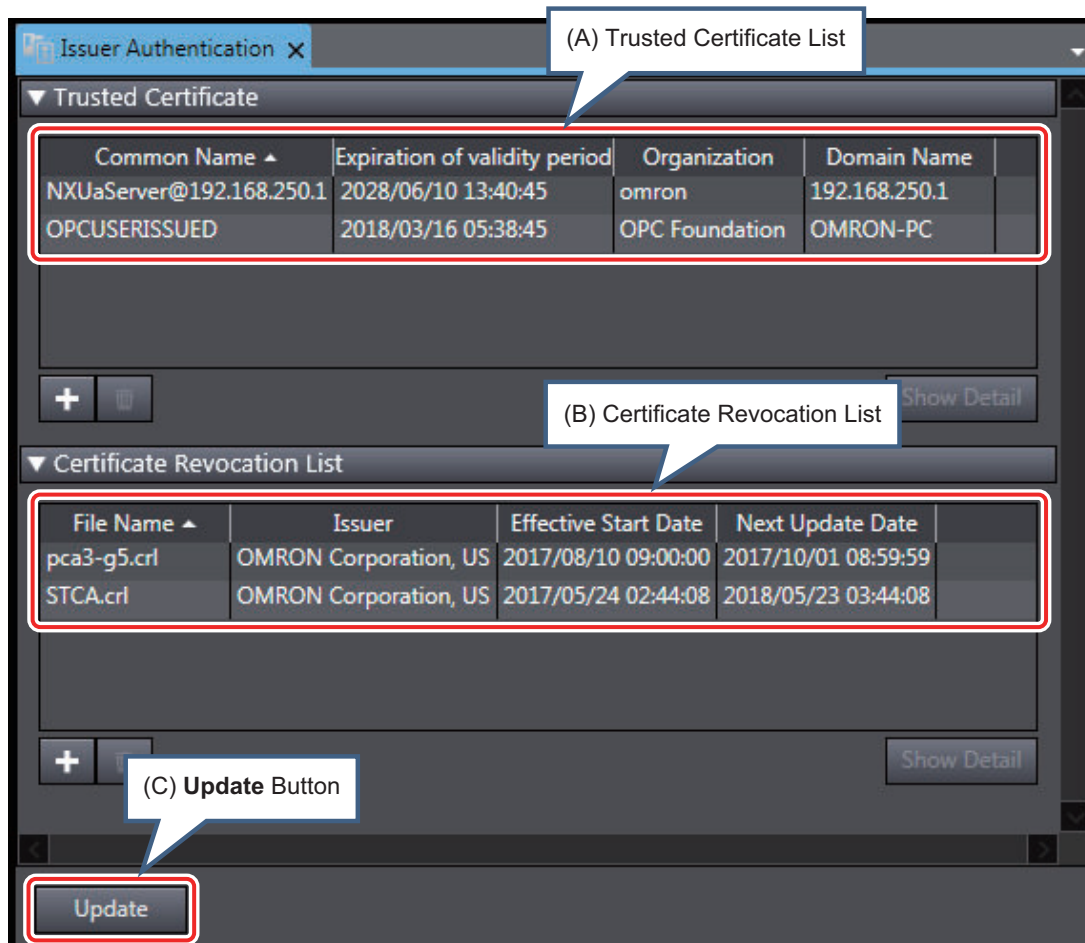 (A) Trusted Certificate List
Issuer Authentication
Trusted Certificate
Common Name Expiration of validity period Organization Domain Name
NXUaServer@192.168.250.1 2028/06/10 13:40:45 omron 192.168.250.1
OPCUSERISSUED 2018/03/16 05:38:45 OPC Foundation OMRON-PC
+ Show Detail
(B) Certificate Revocation List
Certificate Revocation List
File Name Issuer Effective Start Date Next Update Date
pca3-g5.crl OMRON Corporation, US 2017/08/10 09:00:00 2017/10/01 08:59:59
STCA.crl OMRON Corporation, US 2017/05/24 02:44:08 2018/05/23 03:44:08
+ Show Detail
(C) Update Button
Update